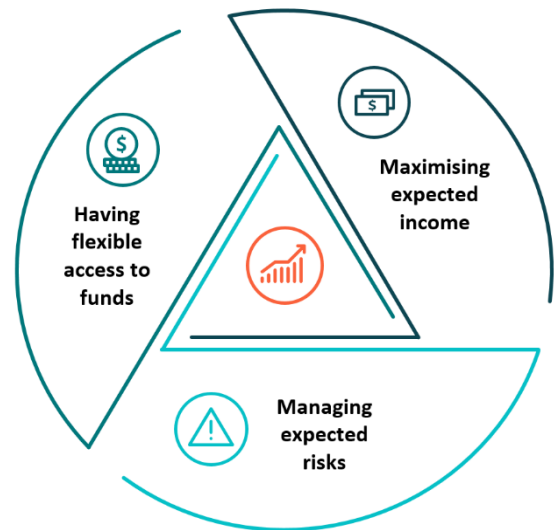 $
$
Maximising
expected
income
Having
flexible
access to
funds
Managing
expected
risks
!